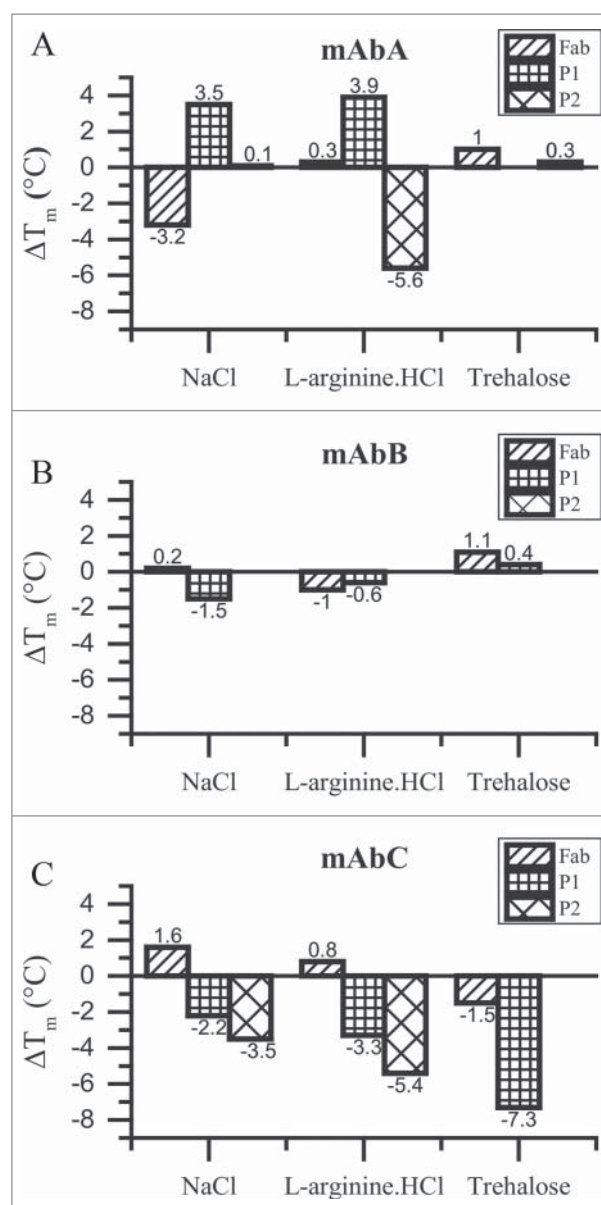 A
mAbA
Fab
P1
P2
4
2
0
-2
-4
-6
-8
ΔTm (°C)
3.5
3.9
0.3
0.1
1
0.3
-3.2
-5.6
NaCl
L-arginine.HCl
Trehalose
B
mAbB
Fab
P1
P2
4
2
0
-2
-4
-6
-8
ΔTm (°C)
0.2
1.1
0.4
-1.5
-1
-0.6
NaCl
L-arginine.HCl
Trehalose
C
mAbC
Fab
P1
P2
4
2
0
-2
-4
-6
-8
ΔTm (°C)
1.6
0.8
-2.2
-3.5
-3.3
-5.4
-1.5
-7.3
NaCl
L-arginine.HCl
Trehalose